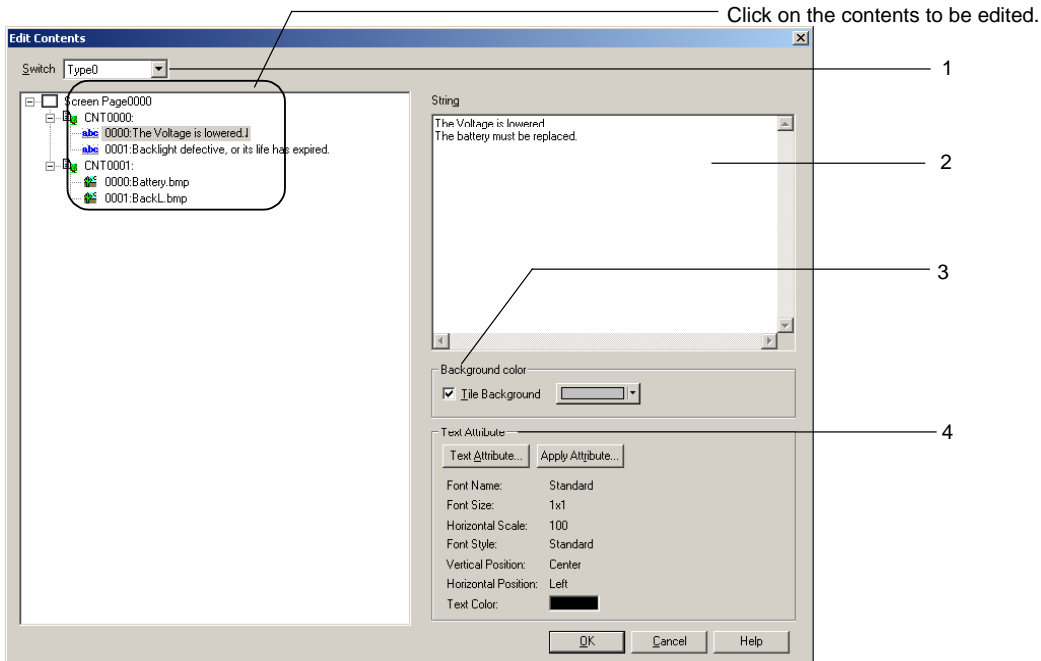 Click on the contents to be edited.
Edit Contents
Switch Type0
1
Screen Page0000
CNT0000:
abc 0000:The Voltage is lowered.↓
abc 0001:Backlight defective, or its life has expired.
CNT0001:
0000:Battery.bmp
0001:BackL.bmp
String
The Voltage is lowered.
The battery must be replaced.
2
3
Background color
Tile Background
Text Attribute
4
Text Attribute... Apply Attribute...
Font Name: Standard
Font Size: 1x1
Horizontal Scale: 100
Font Style: Standard
Vertical Position: Center
Horizontal Position: Left
Text Color:
OK Cancel Help